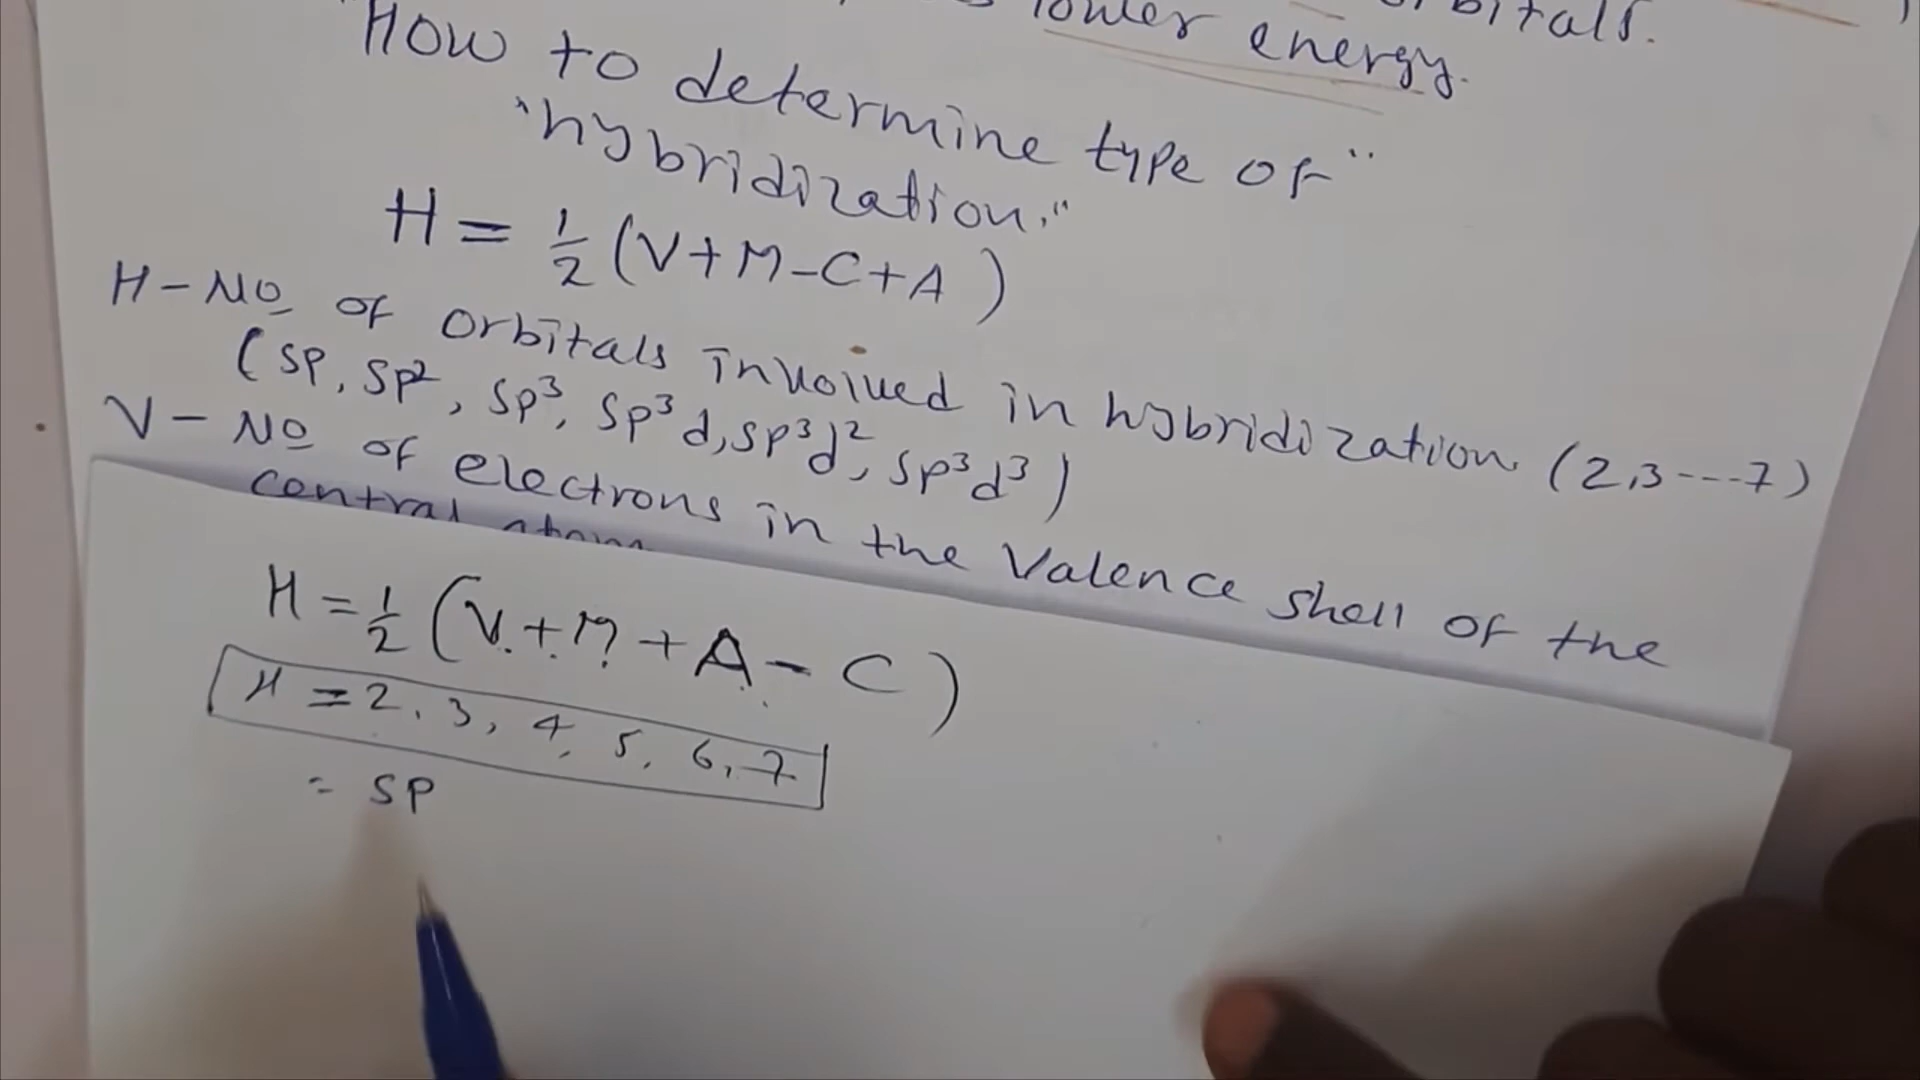 lower energy.
"How to determine type of"
"hybridization."
H = 1/2 (V+M-C+A)
H - No of orbitals involved in hybridization (2,3---7)
(sp, sp², sp³, sp³d, sp³d², sp³d³)
V - No of electrons in the valence shell of the
central atom
H = 1/2 (V+M+A-C)
H = 2, 3, 4, 5, 6, 7
= sp